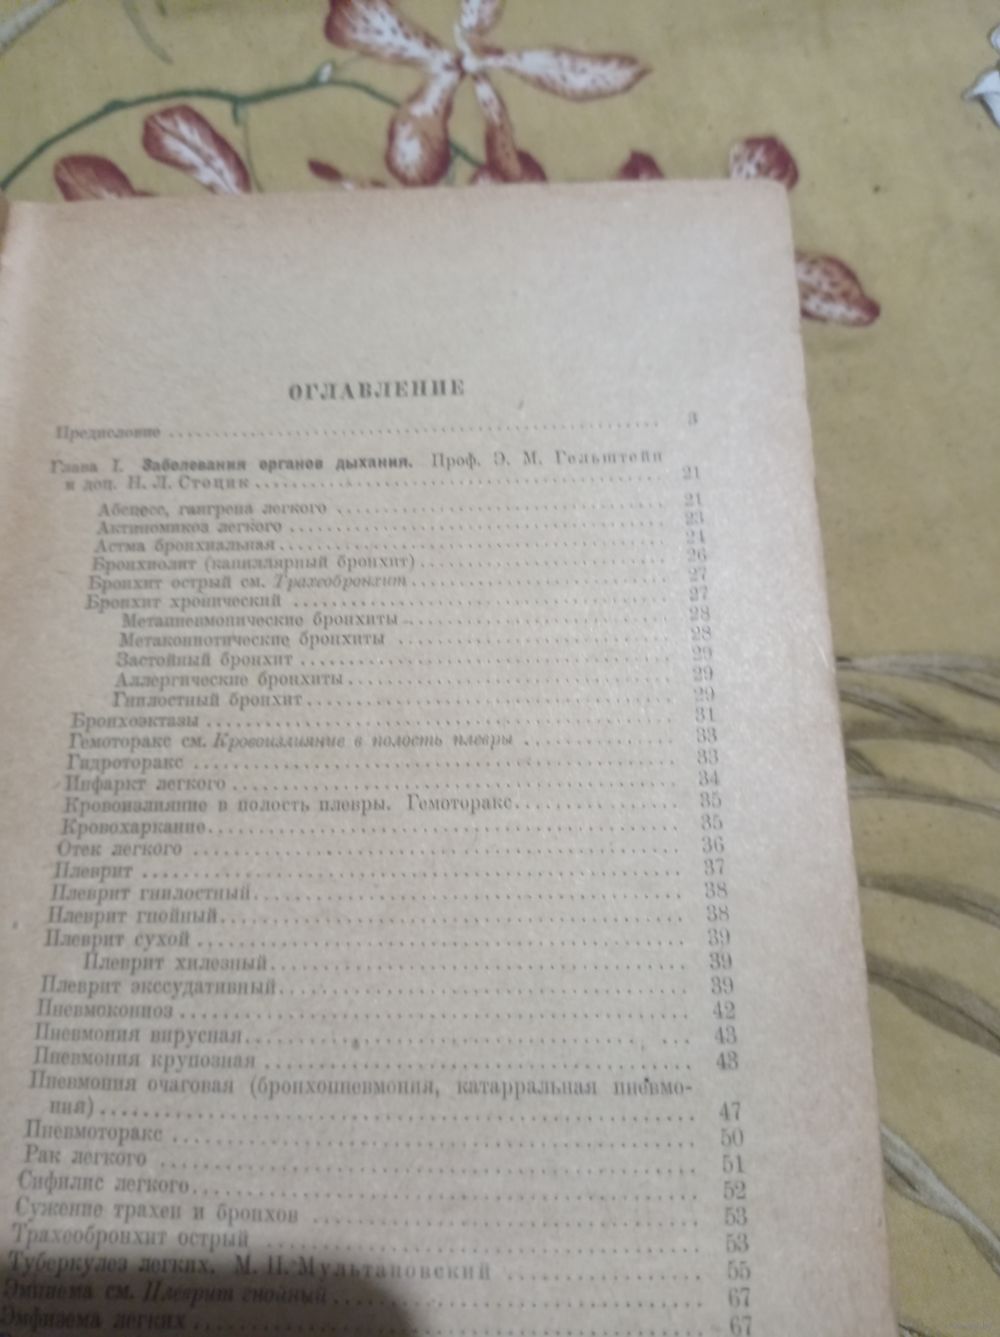 ОГЛАВЛЕНИЕ
Предисловие 3
Глава I. Заболевания органов дыхания. Проф. Э. М. Гельштейн
и доц. Н. Л. Стоцик 21
Абсцесс, гангрена легкого 21
Актиномикоз легкого 23
Астма бронхиальная 24
Бронхиолит (капиллярный бронхит) 26
Бронхит острый см. Трахеобронхит 27
Бронхит хронический 27
Метапневмонические бронхиты 28
Метакониотические бронхиты 28
Застойный бронхит 29
Аллергические бронхиты 29
Гнилостный бронхит 29
Бронхоэктазы 31
Гемоторакс см. Кровоизлияние в полость плевры 33
Гидроторакс 33
Инфаркт легкого 34
Кровоизлияние в полость плевры. Гемоторакс 35
Кровохаркание 35
Отек легкого 36
Плеврит 37
Плеврит гнилостный 38
Плеврит гнойный 38
Плеврит сухой 39
Плеврит хилезный 39
Плеврит экссудативный 39
Пневмокониоз 42
Пневмония вирусная 43
Пневмония крупозная 43
Пневмония очаговая (бронхопневмония, катарральная пневмо-
ния) 47
Пневмоторакс 50
Рак легкого 51
Сифилис легкого 52
Сужение трахеи и бронхов 53
Трахеобронхит острый 53
Туберкулез легких. М. П. Мультановский 55
Эмпиема см. Плеврит гнойный 67
Эмфизема легких 67